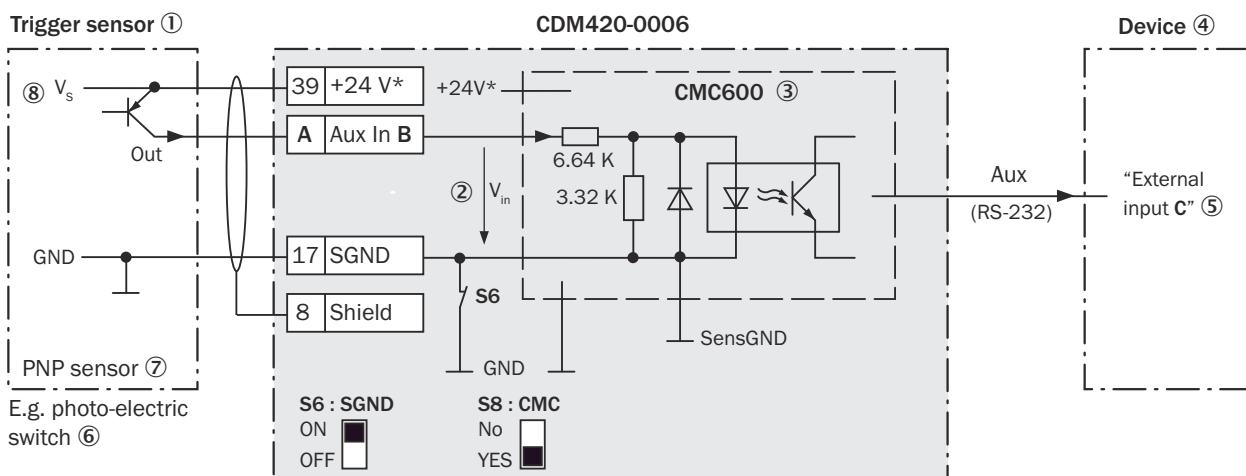 Trigger sensor ①
CDM420-0006
Device ④
⑧ Vs
39 +24 V*
+24V*
CMC600 ③
A Aux In B
Out
6.64 K
3.32 K
② Vin
Aux
(RS-232)
“External
input C” ⑤
GND
17 SGND
S6
8 Shield
SensGND
GND
PNP sensor ⑦
E.g. photo-electric
switch ⑥
S6 : SGND
ON
OFF
S8 : CMC
No
YES